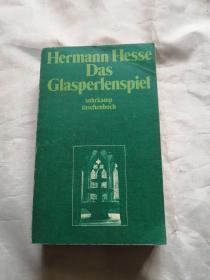 Hermann Hesse
Das
Glasperlenspiel
suhrkamp
taschenbuch